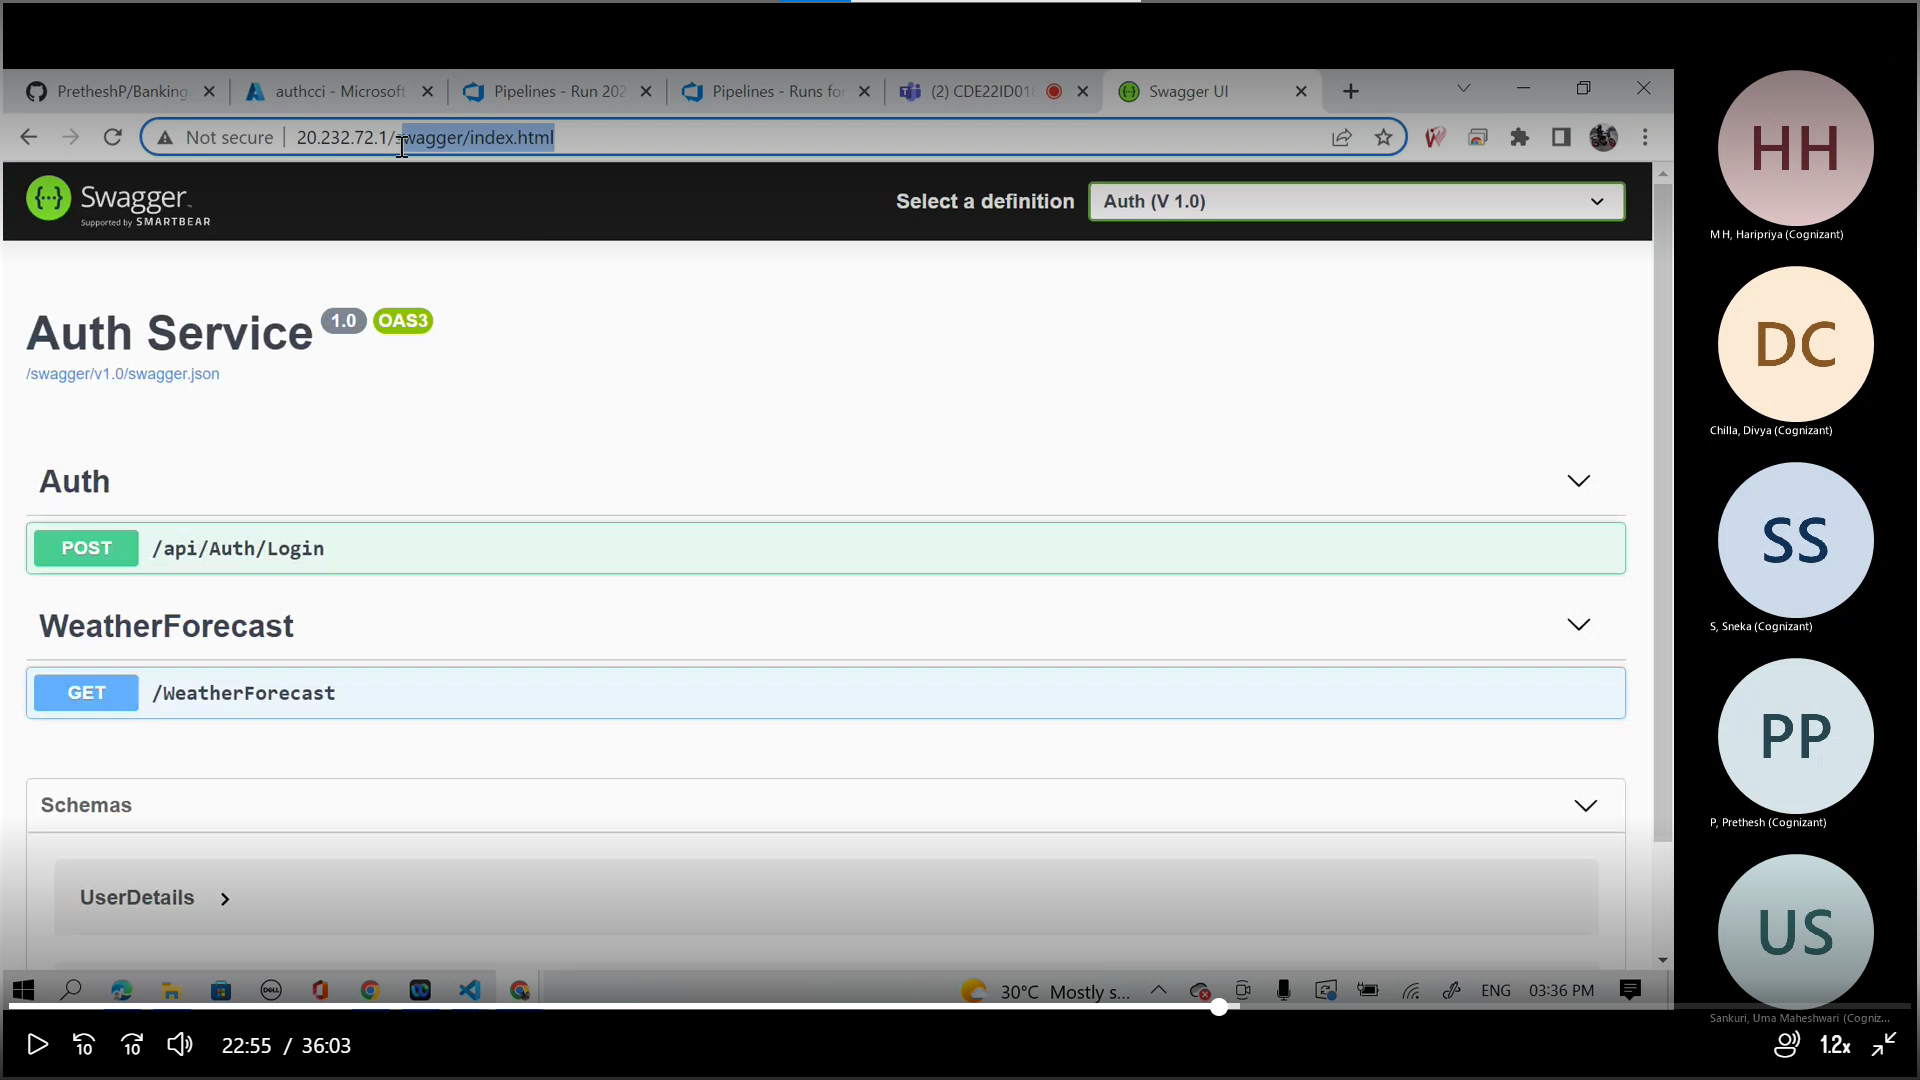 PretheshP/Banking
authcci - Microsoft
Pipelines - Run 202
Pipelines - Runs for
(2) CDE22ID01
Swagger UI
Not secure
20.232.72.1/swagger/index.html
Swagger
Supported by SMARTBEAR
Select a definition
Auth (V 1.0)
Auth Service 1.0 OAS3
/swagger/v1.0/swagger.json
Auth
POST /api/Auth/Login
WeatherForecast
GET /WeatherForecast
Schemas
UserDetails
HH
M H, Haripriya (Cognizant)
DC
Chilla, Divya (Cognizant)
SS
S, Sneka (Cognizant)
PP
P, Prethesh (Cognizant)
US
Sankuri, Uma Maheshwari (Cogniz...
DELL
30°C Mostly s...
ENG
03:36 PM
10
10
22:55 / 36:03
1.2x